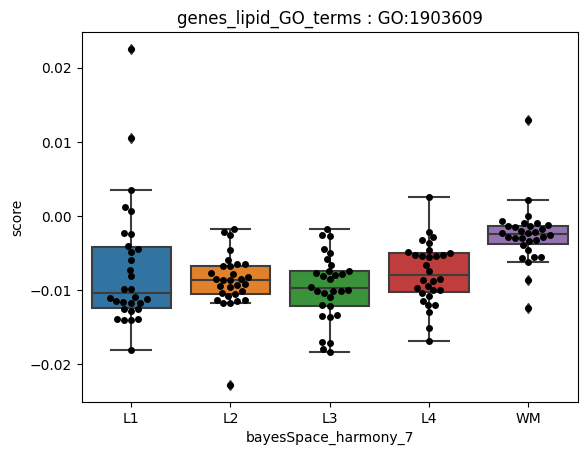 genes_lipid_GO_terms : GO:1903609
0.02
0.01
0.00
−0.01
−0.02
score
L1 L2 L3 L4 WM
bayesSpace_harmony_7